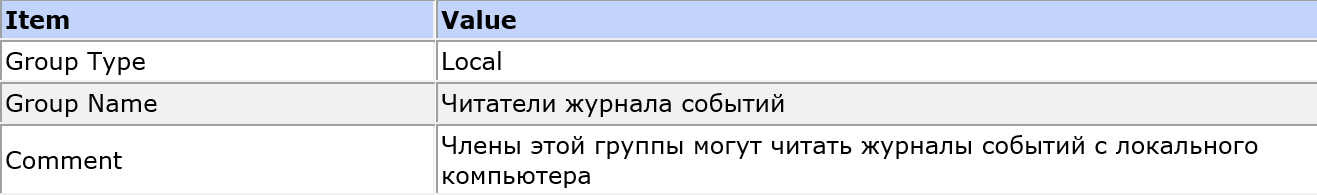 Item Value
Group Type Local
Group Name Читатели журнала событий
Comment Члены этой группы могут читать журналы событий с локального
компьютера